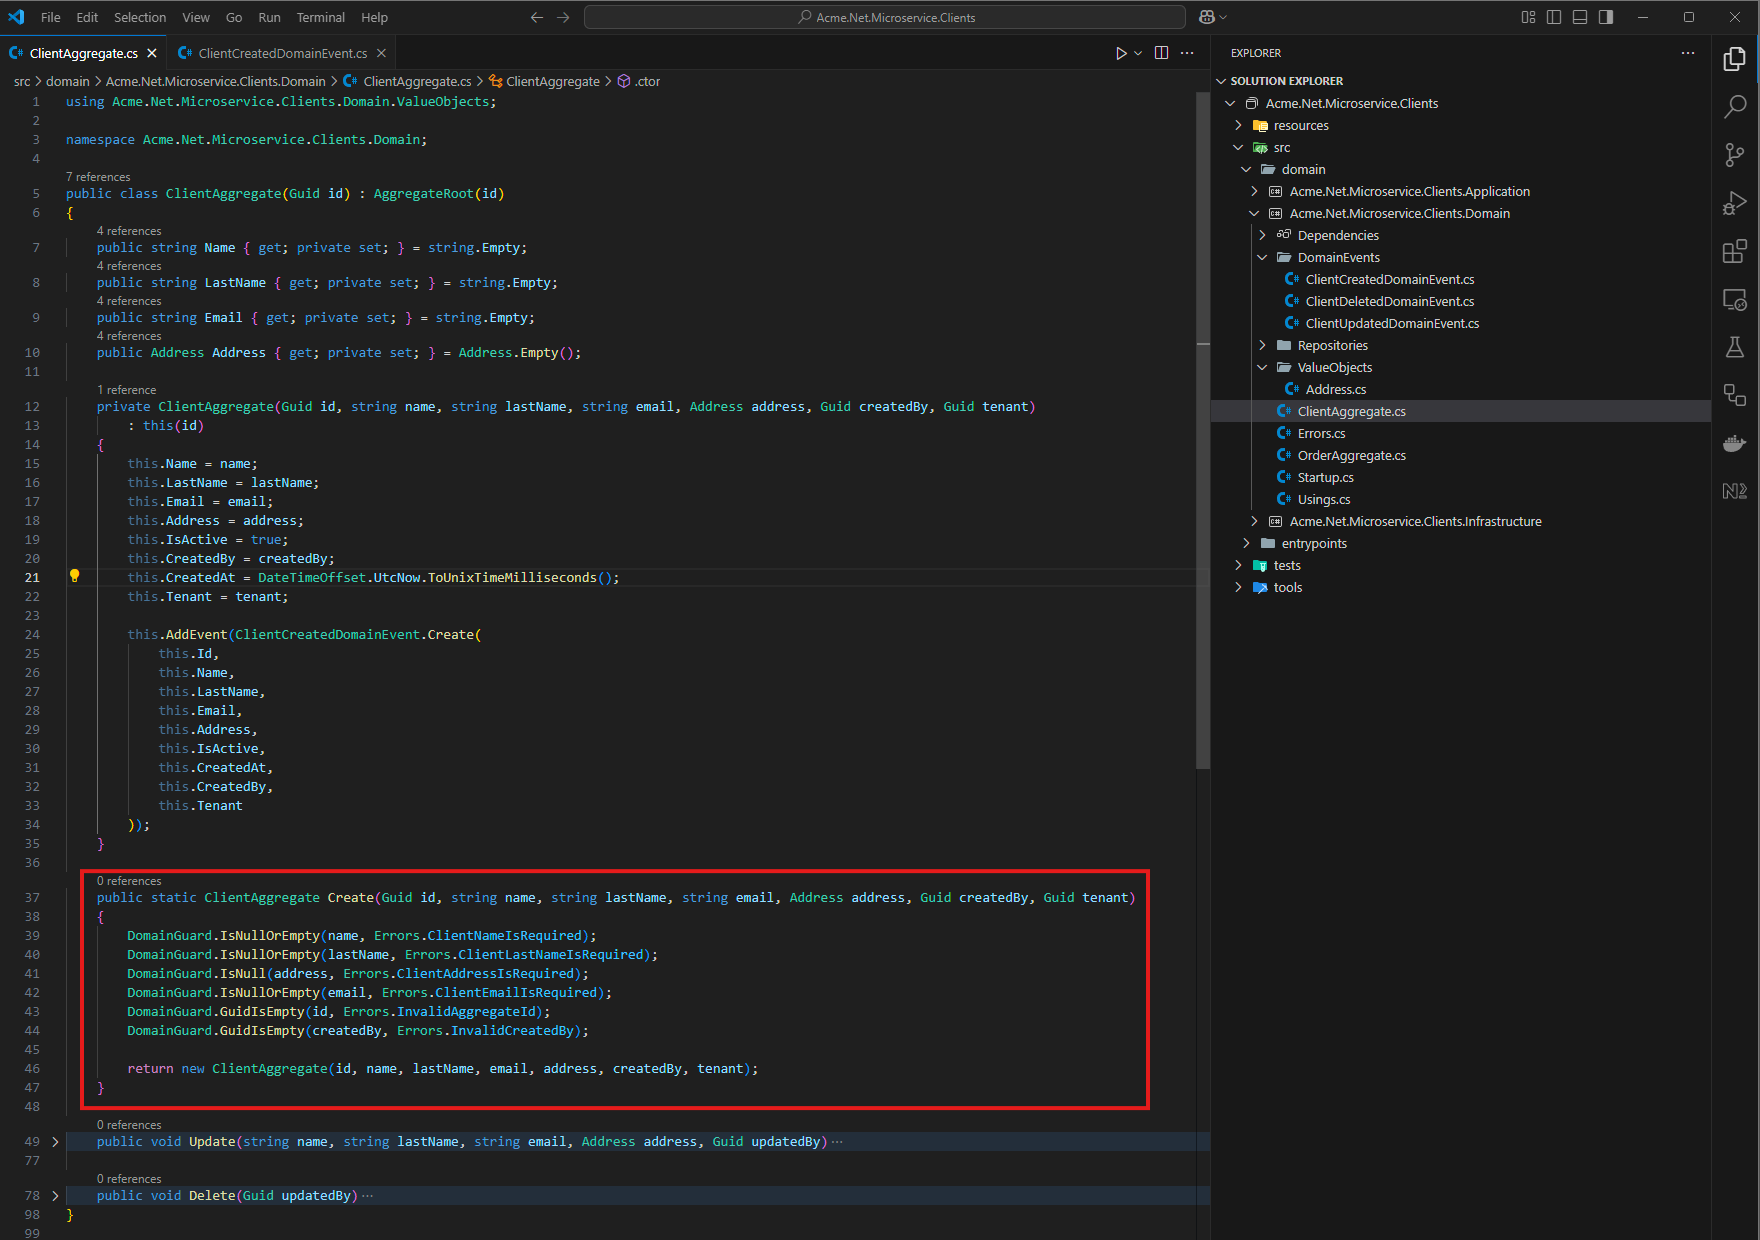 File Edit Selection View Go Run Terminal Help
Acme.Net.Microservice.Clients
ClientAggregate.cs
ClientCreatedDomainEvent.cs
src > domain > Acme.Net.Microservice.Clients.Domain > ClientAggregate.cs > ClientAggregate > .ctor
1 using Acme.Net.Microservice.Clients.Domain.ValueObjects;
2
3 namespace Acme.Net.Microservice.Clients.Domain;
4
7 references
5 public class ClientAggregate(Guid id) : AggregateRoot(id)
6 {
4 references
7 public string Name { get; private set; } = string.Empty;
4 references
8 public string LastName { get; private set; } = string.Empty;
4 references
9 public string Email { get; private set; } = string.Empty;
4 references
10 public Address Address { get; private set; } = Address.Empty();
11
1 reference
12 private ClientAggregate(Guid id, string name, string lastName, string email, Address address, Guid createdBy, Guid tenant)
13 : this(id)
14 {
15 this.Name = name;
16 this.LastName = lastName;
17 this.Email = email;
18 this.Address = address;
19 this.IsActive = true;
20 this.CreatedBy = createdBy;
21 this.CreatedAt = DateTimeOffset.UtcNow.ToUnixTimeMilliseconds();
22 this.Tenant = tenant;
23
24 this.AddEvent(ClientCreatedDomainEvent.Create(
25 this.Id,
26 this.Name,
27 this.LastName,
28 this.Email,
29 this.Address,
30 this.IsActive,
31 this.CreatedAt,
32 this.CreatedBy,
33 this.Tenant
34 ));
35 }
36
0 references
37 public static ClientAggregate Create(Guid id, string name, string lastName, string email, Address address, Guid createdBy, Guid tenant)
38 {
39 DomainGuard.IsNullOrEmpty(name, Errors.ClientNameIsRequired);
40 DomainGuard.IsNullOrEmpty(lastName, Errors.ClientLastNameIsRequired);
41 DomainGuard.IsNull(address, Errors.ClientAddressIsRequired);
42 DomainGuard.IsNullOrEmpty(email, Errors.ClientEmailIsRequired);
43 DomainGuard.GuidIsEmpty(id, Errors.InvalidAggregateId);
44 DomainGuard.GuidIsEmpty(createdBy, Errors.InvalidCreatedBy);
45
46 return new ClientAggregate(id, name, lastName, email, address, createdBy, tenant);
47 }
48
0 references
49 public void Update(string name, string lastName, string email, Address address, Guid updatedBy) ...
77
0 references
78 public void Delete(Guid updatedBy) ...
98 }
99
EXPLORER
SOLUTION EXPLORER
Acme.Net.Microservice.Clients
resources
src
domain
Acme.Net.Microservice.Clients.Application
Acme.Net.Microservice.Clients.Domain
Dependencies
DomainEvents
ClientCreatedDomainEvent.cs
ClientDeletedDomainEvent.cs
ClientUpdatedDomainEvent.cs
Repositories
ValueObjects
Address.cs
ClientAggregate.cs
Errors.cs
OrderAggregate.cs
Startup.cs
Usings.cs
Acme.Net.Microservice.Clients.Infrastructure
entrypoints
tests
tools